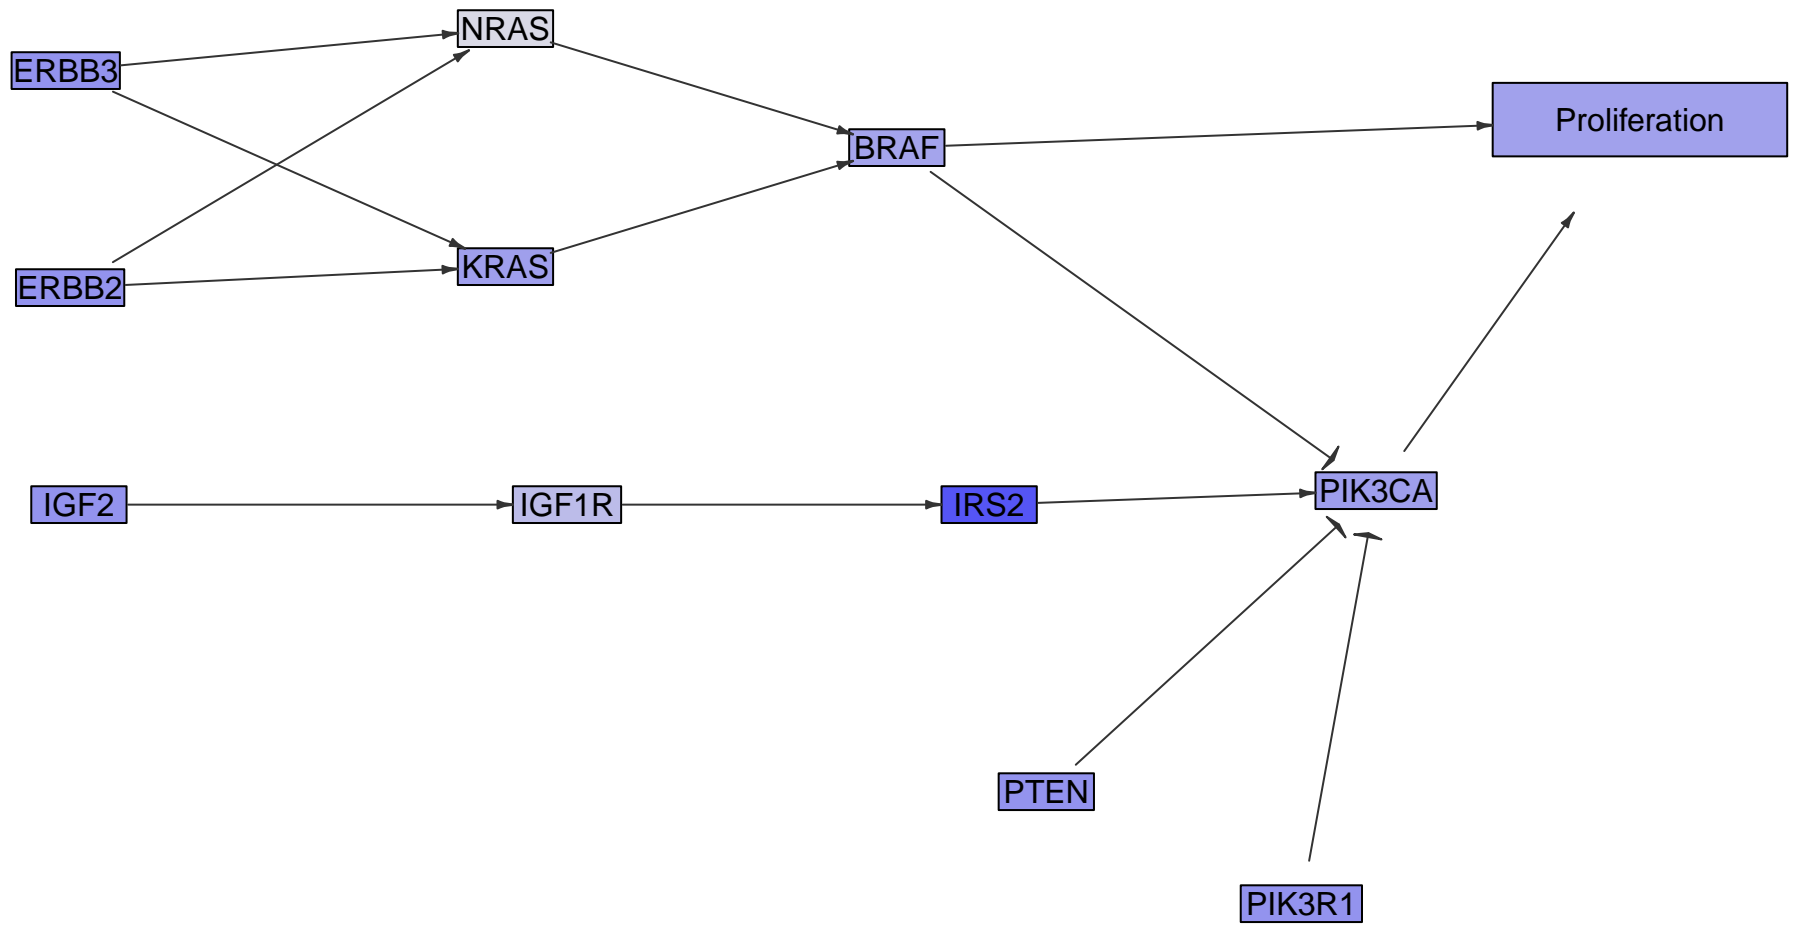 NRAS
ERBB3
Proliferation
BRAF
KRAS
ERBB2
PIK3CA
IGF2
IGF1R
IRS2
PTEN
PIK3R1